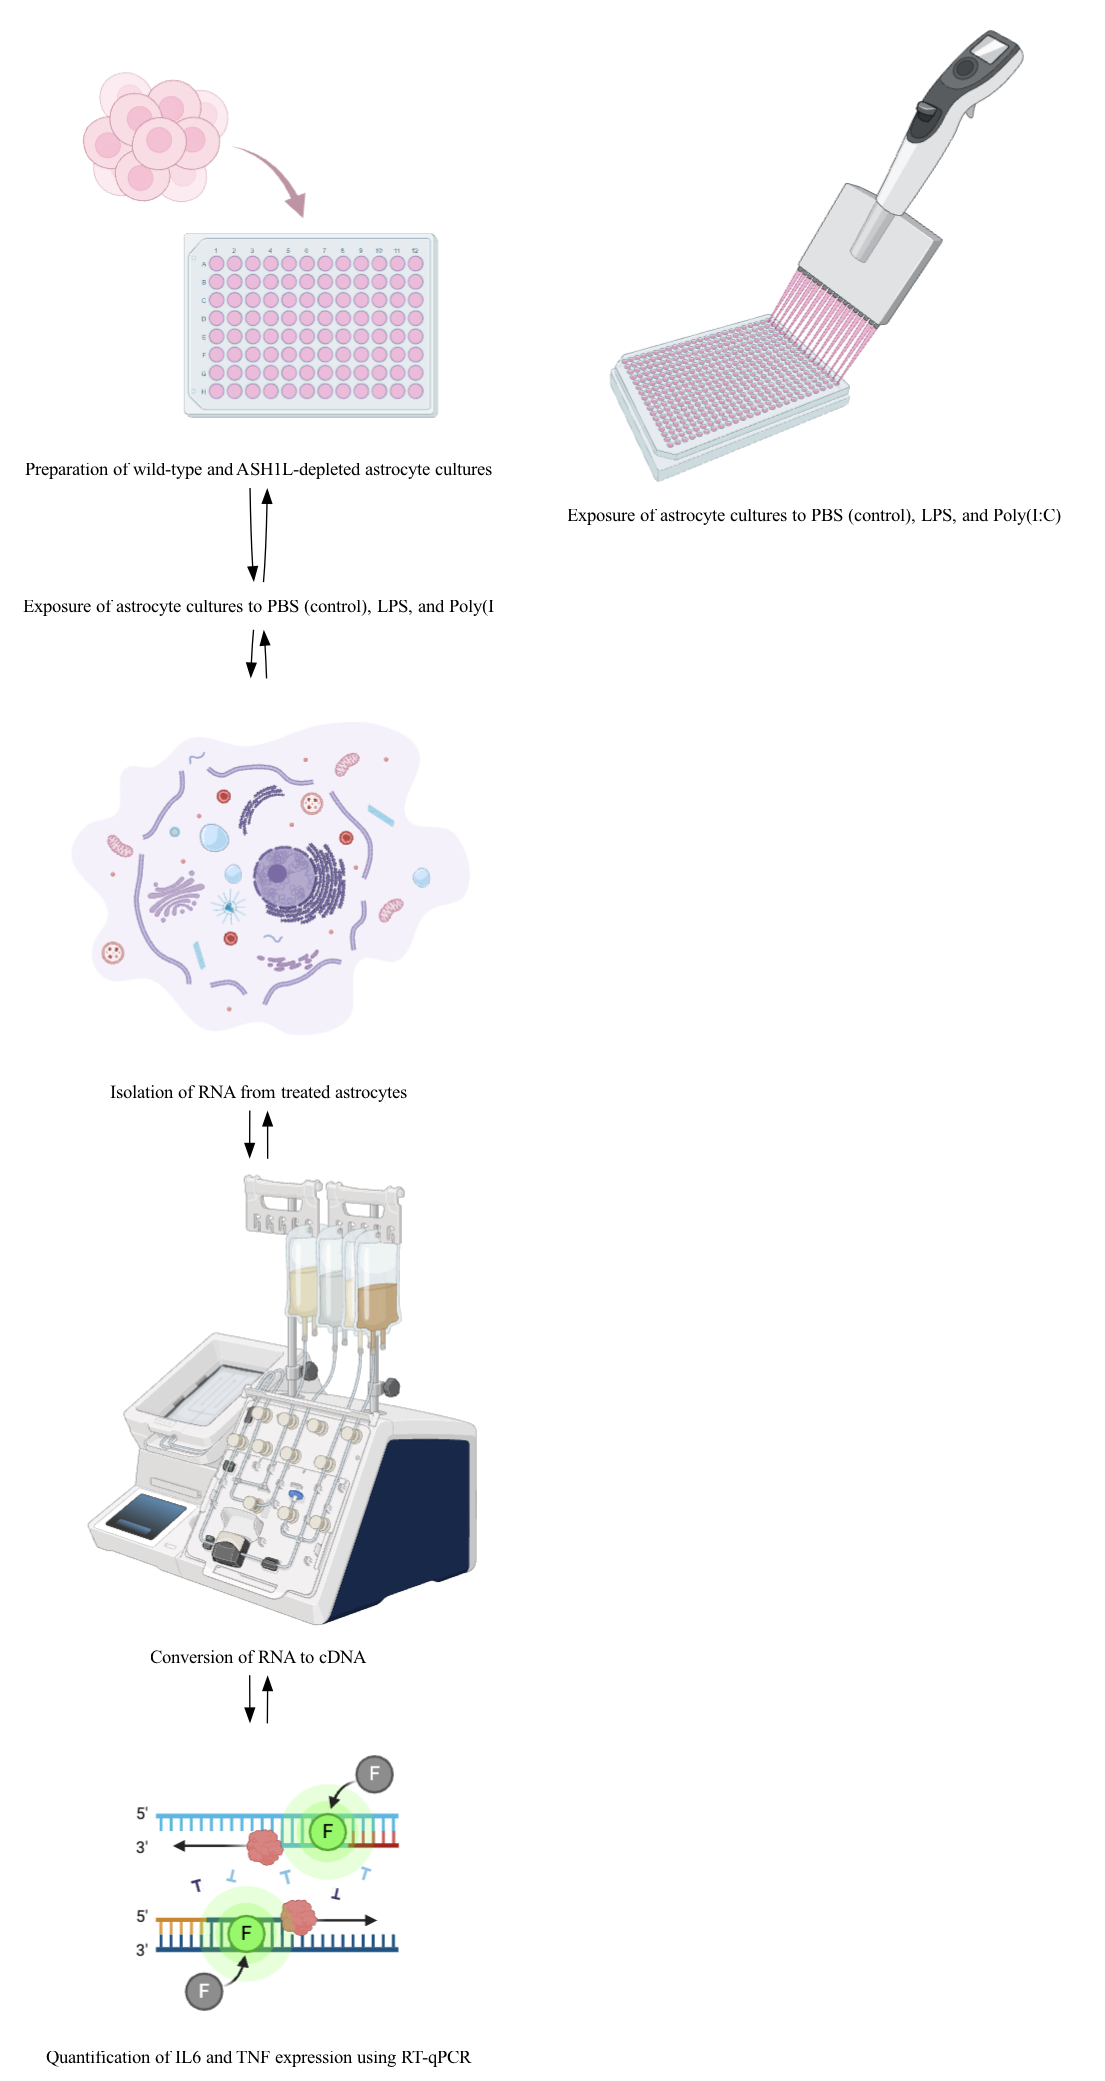 1 2 3 4 5 6 7 8 9 10 11 12
A
B
C
D
E
F
G
H
Preparation of wild-type and ASH1L-depleted astrocyte cultures
Exposure of astrocyte cultures to PBS (control), LPS, and Poly(I:C)
Exposure of astrocyte cultures to PBS (control), LPS, and Poly(I
Isolation of RNA from treated astrocytes
Conversion of RNA to cDNA
F
5'
F
3'
5'
F
3'
F
Quantification of IL6 and TNF expression using RT-qPCR